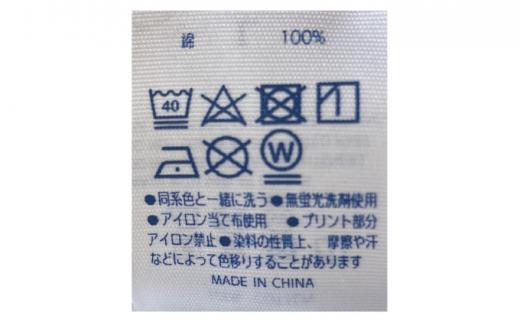 綿 100%
40
W
●同系色と一緒に洗う●無蛍光洗剤使用
●アイロン当て布使用 ●プリント部分
アイロン禁止●染料の性質上、摩擦や汗
などによって色移りすることがあります
MADE IN CHINA